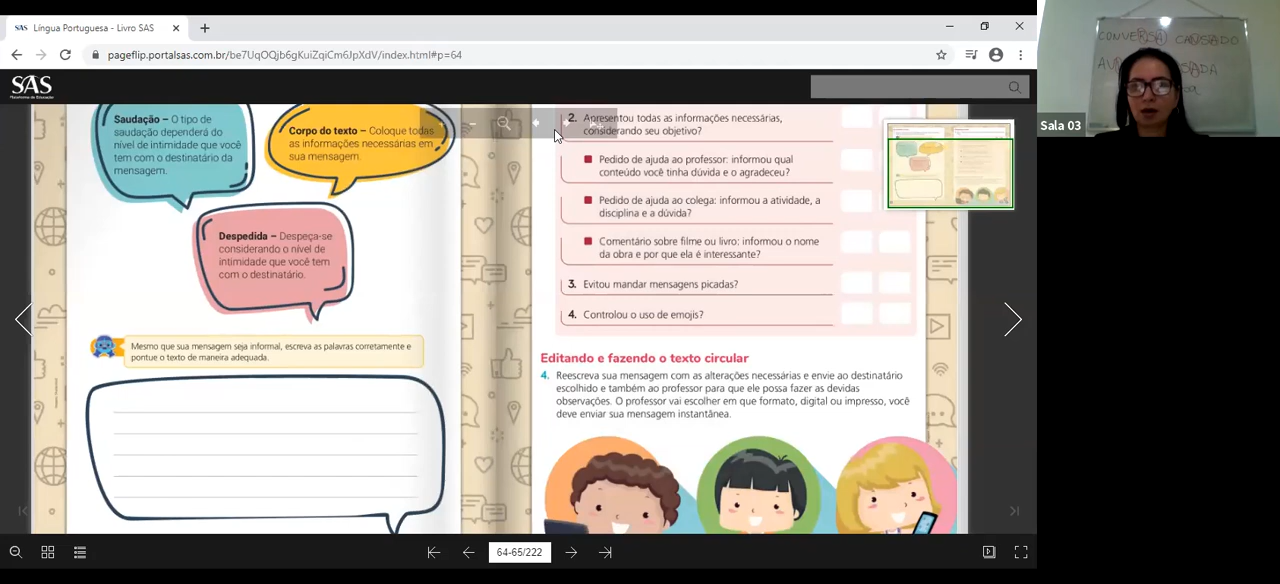 SAS Língua Portuguesa - Livro SAS
pageflip.portalsas.com.br/be7UqOQjb6gKuiZqiCm6JpXdV/index.html#p=64
SAS
Plataforma de Educação
Saudação – O tipo de
saudação dependerá do
nível de intimidade que você
tem com o destinatário da
mensagem.
Corpo do texto – Coloque todas
as informações necessárias em
sua mensagem.
Despedida – Despeça-se
considerando o nível de
intimidade que você tem
com o destinatário.
Mesmo que sua mensagem seja informal, escreva as palavras corretamente e
pontue o texto de maneira adequada.
2. Apresentou todas as informações necessárias,
considerando seu objetivo?
Pedido de ajuda ao professor: informou qual
conteúdo você tinha dúvida e o agradeceu?
Pedido de ajuda ao colega: informou a atividade, a
disciplina e a dúvida?
Comentário sobre filme ou livro: informou o nome
da obra e por que ela é interessante?
3. Evitou mandar mensagens picadas?
4. Controlou o uso de emojis?
Editando e fazendo o texto circular
4. Reescreva sua mensagem com as alterações necessárias e envie ao destinatário
escolhido e também ao professor para que ele possa fazer as devidas
observações. O professor vai escolher em que formato, digital ou impresso, você
deve enviar sua mensagem instantânea.
64-65/222
Sala 03